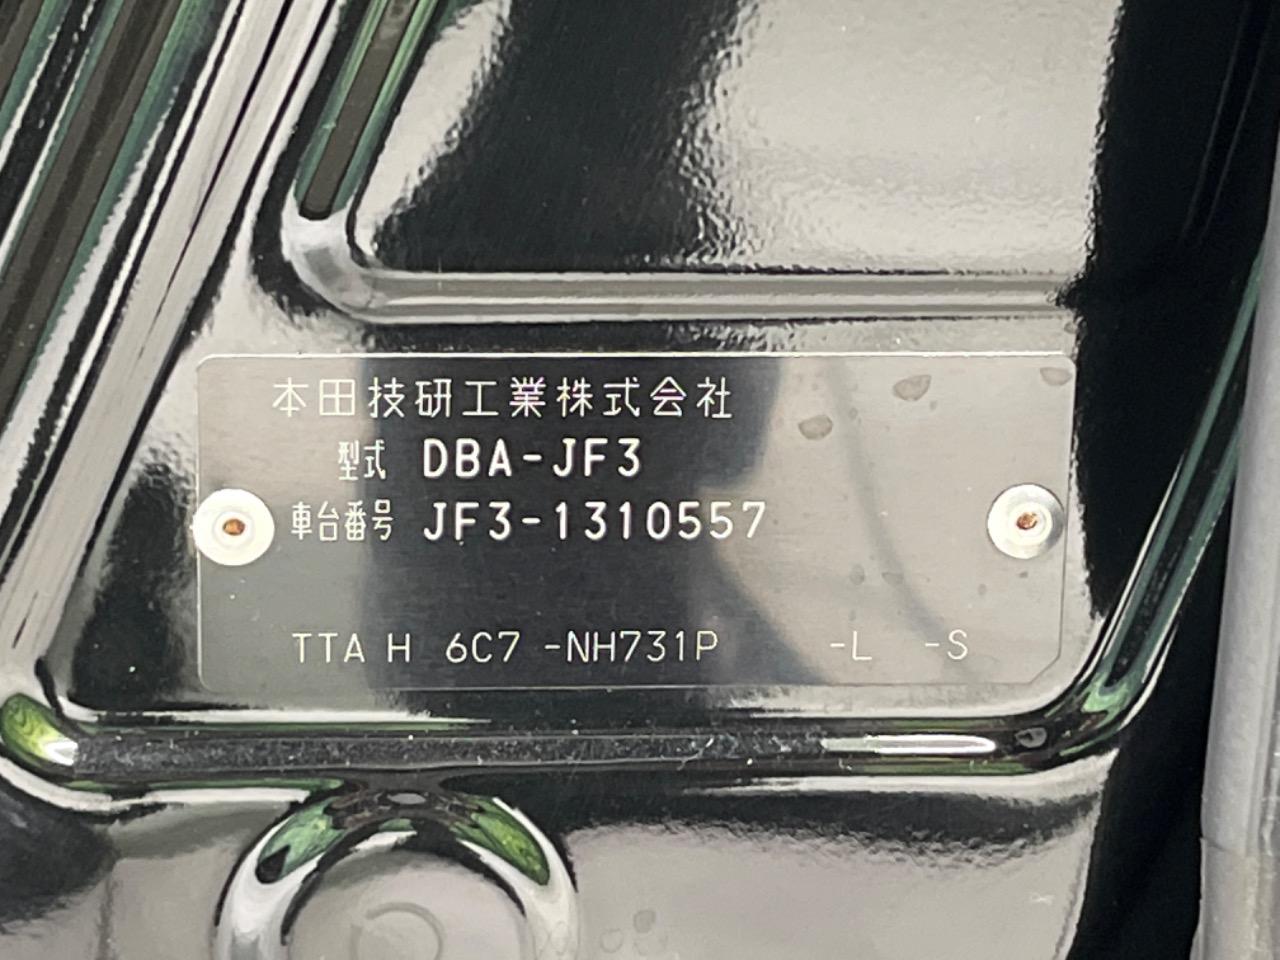 本田技研工業株式会社
型式 DBA-JF3
車台番号 JF3-1310557
TTA H 6C7 -NH731P -L -S